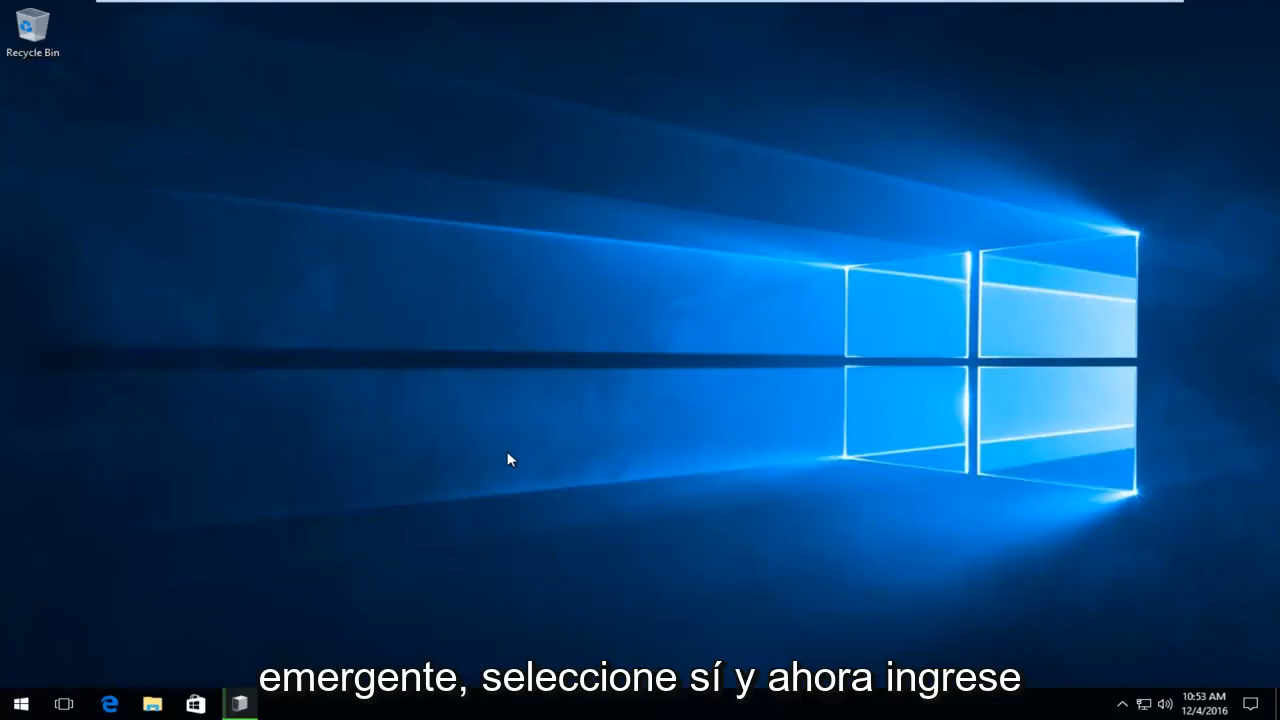 Recycle Bin
emergente, seleccione sí y ahora ingrese
10:53 AM
12/4/2016